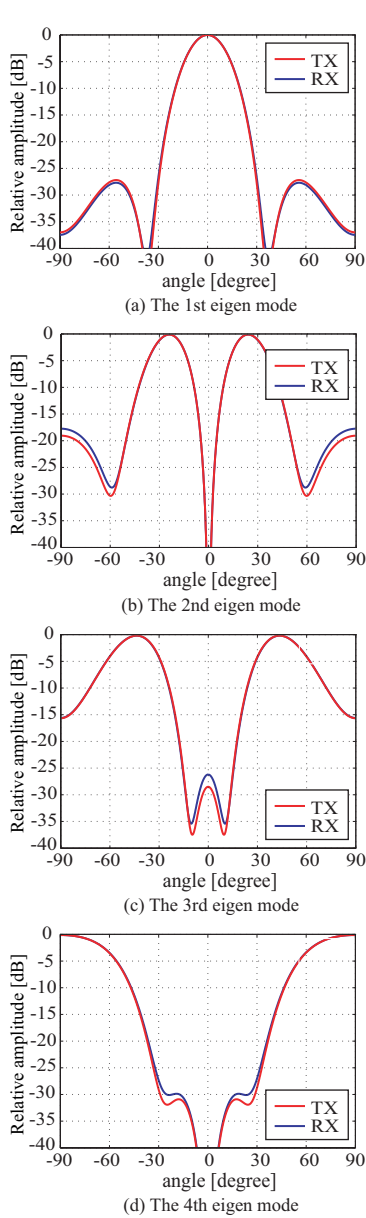 Relative amplitude [dB]
0
-5
-10
-15
-20
-25
-30
-35
-40
TX
RX
-90 -60 -30 0 30 60 90
angle [degree]
(a) The 1st eigen mode
Relative amplitude [dB]
0
-5
-10
-15
-20
-25
-30
-35
-40
TX
RX
-90 -60 -30 0 30 60 90
angle [degree]
(b) The 2nd eigen mode
Relative amplitude [dB]
0
-5
-10
-15
-20
-25
-30
-35
-40
TX
RX
-90 -60 -30 0 30 60 90
angle [degree]
(c) The 3rd eigen mode
Relative amplitude [dB]
0
-5
-10
-15
-20
-25
-30
-35
-40
TX
RX
-90 -60 -30 0 30 60 90
angle [degree]
(d) The 4th eigen mode